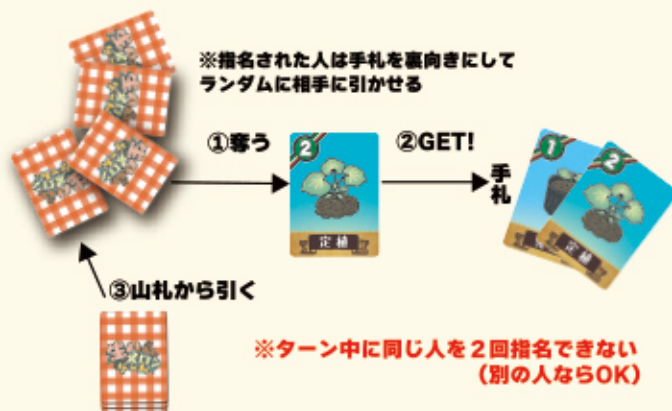 ※指名された人は手札を裏向きにして
ランダムに相手に引かせる
①奪う
②GET!
2
定植
手札
1
2
定植
③山札から引く
※ターン中に同じ人を２回指名できない
（別の人ならOK）